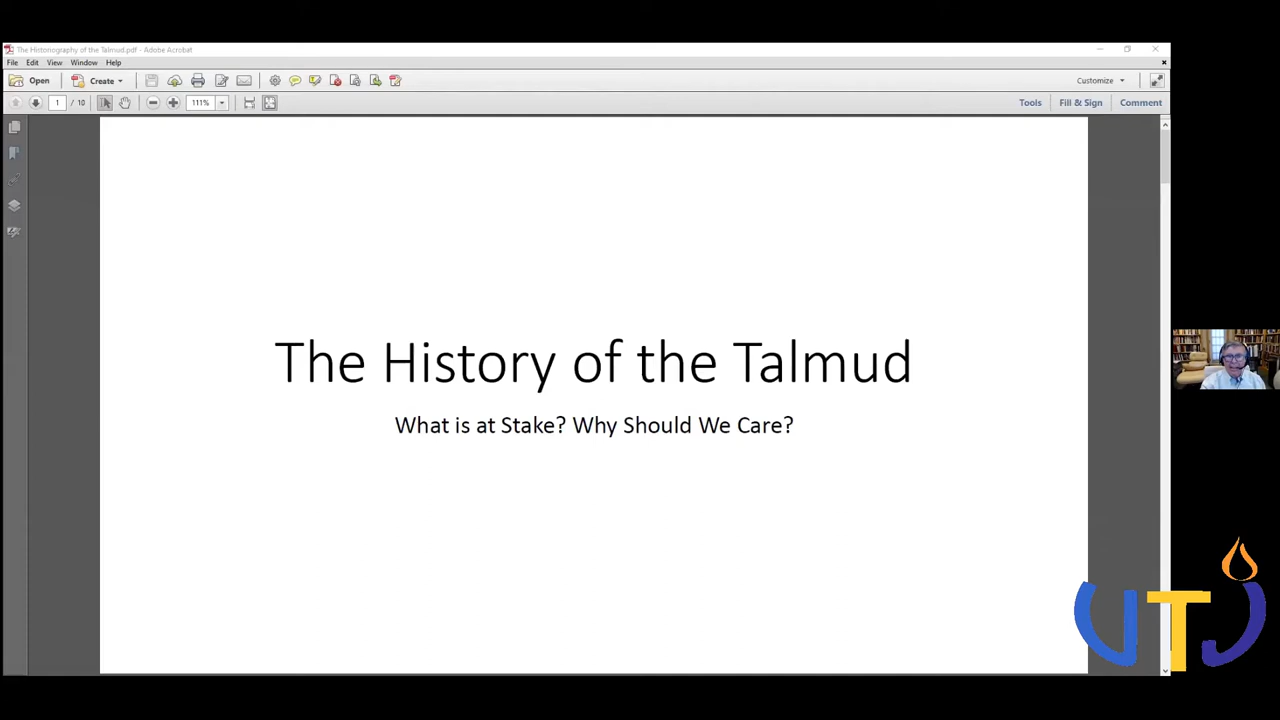 The Historiography of the Talmud.pdf - Adobe Acrobat
File Edit View Window Help
Open Create Customize
1 / 10 111% Tools Fill & Sign Comment
The History of the Talmud
What is at Stake? Why Should We Care?
UTJ